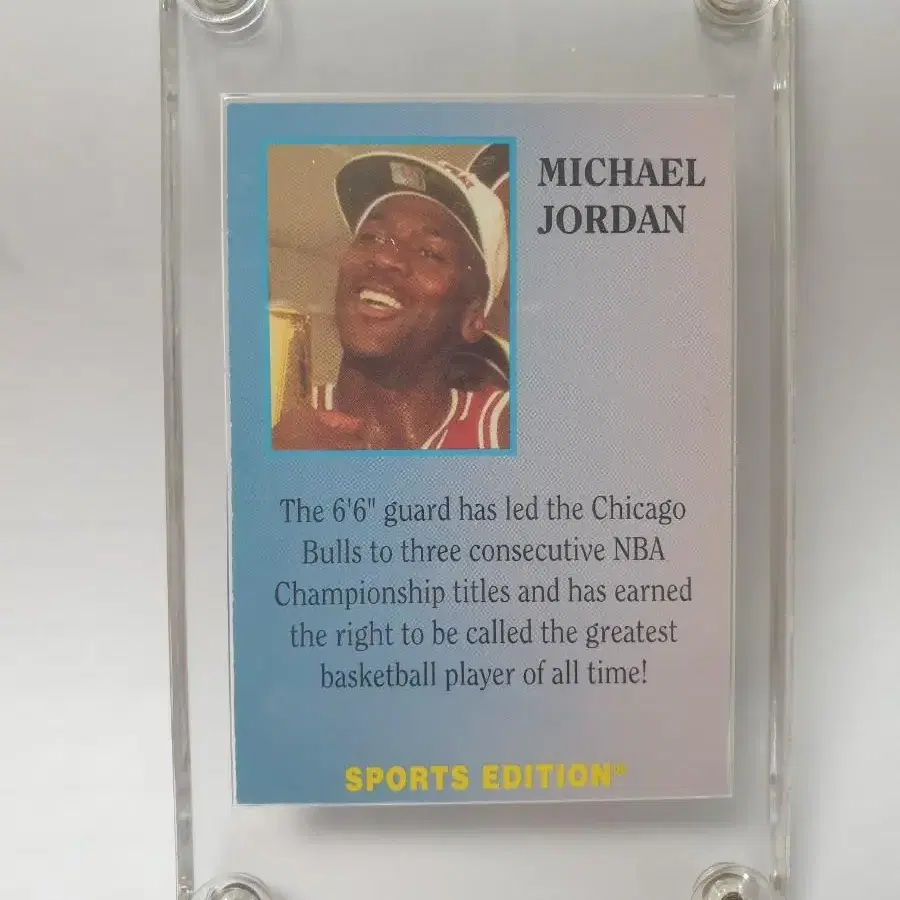 MICHAEL
JORDAN
The 6'6" guard has led the Chicago
Bulls to three consecutive NBA
Championship titles and has earned
the right to be called the greatest
basketball player of all time!
SPORTS EDITION®